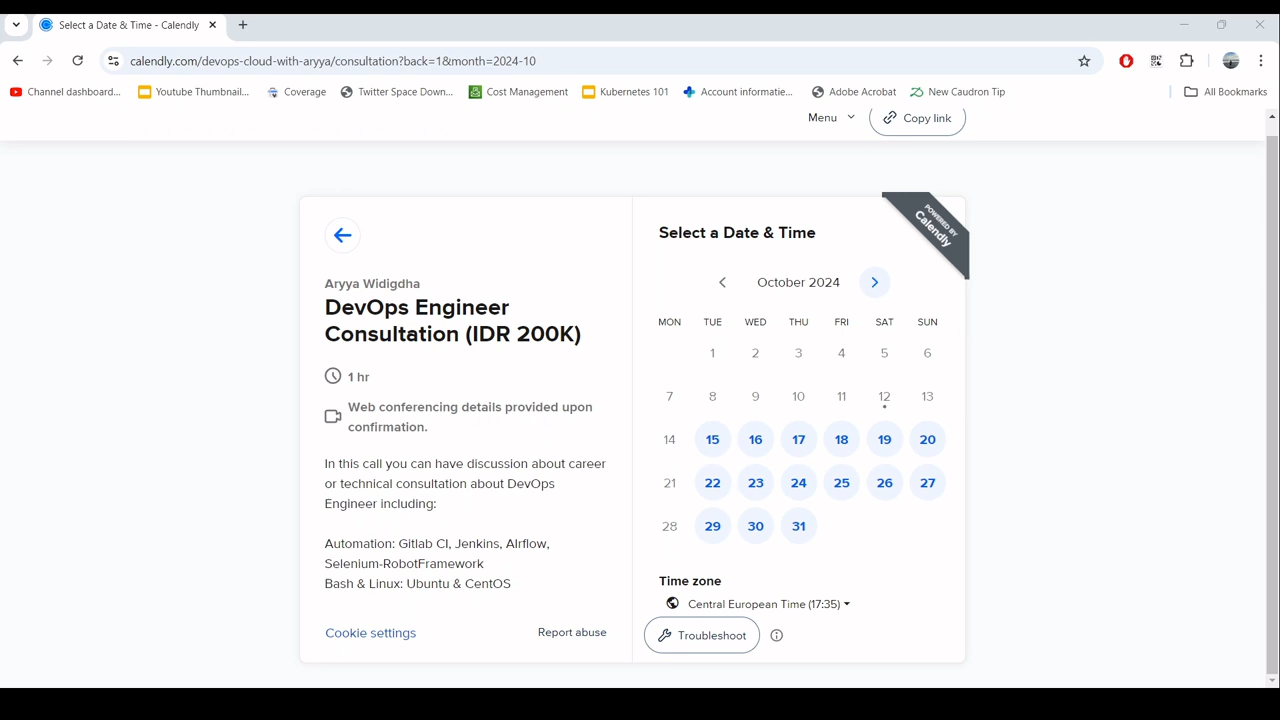 Select a Date & Time - Calendly
calendly.com/devops-cloud-with-aryya/consultation?back=1&month=2024-10
Channel dashboard... Youtube Thumbnail... Coverage Twitter Space Down... Cost Management Kubernetes 101 Account informatie... Adobe Acrobat New Caudron Tip All Bookmarks
Menu Copy link
POWERED BY
Calendly
Aryya Widigdha
DevOps Engineer
Consultation (IDR 200K)
1 hr
Web conferencing details provided upon
confirmation.
In this call you can have discussion about career
or technical consultation about DevOps
Engineer including:
Automation: Gitlab CI, Jenkins, AIrflow,
Selenium-RobotFramework
Bash & Linux: Ubuntu & CentOS
Cookie settings Report abuse
Select a Date & Time
October 2024
MON TUE WED THU FRI SAT SUN
1 2 3 4 5 6
7 8 9 10 11 12 13
14 15 16 17 18 19 20
21 22 23 24 25 26 27
28 29 30 31
Time zone
Central European Time (17:35)
Troubleshoot